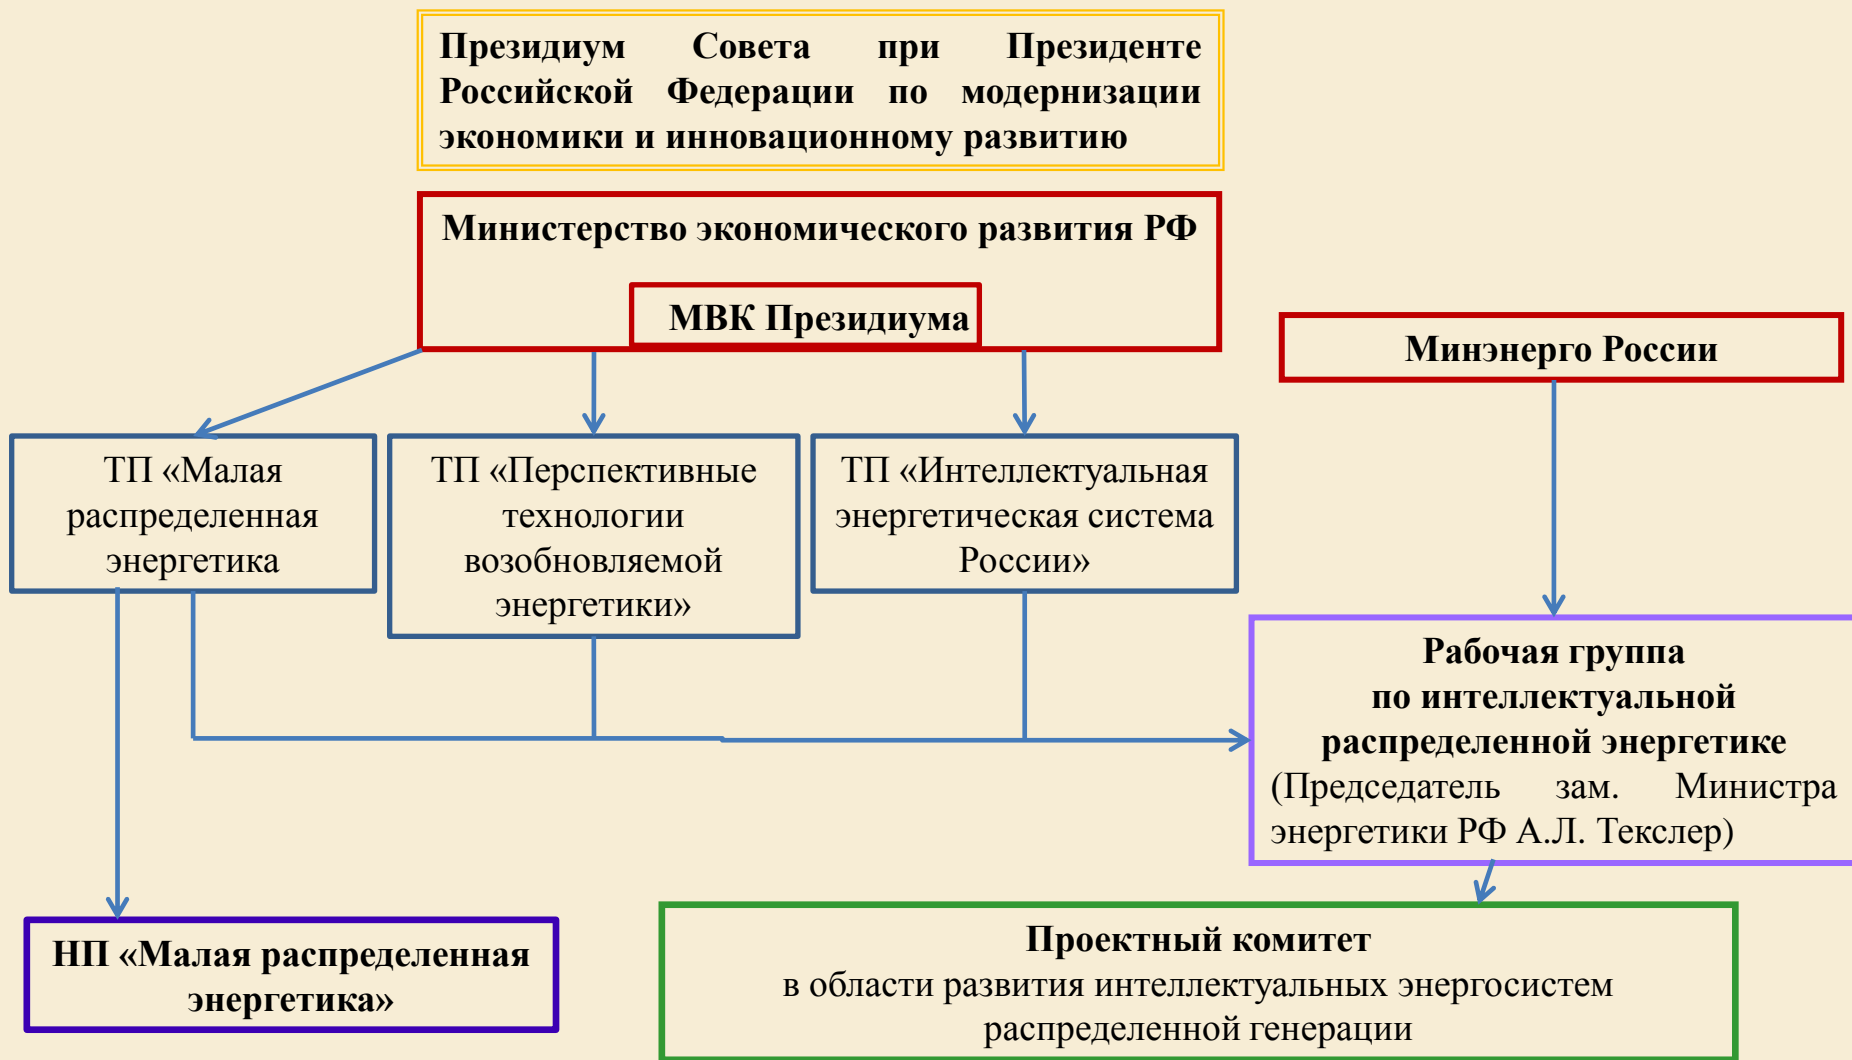 Президиум Совета при Президенте
Российской Федерации по модернизации
экономики и инновационному развитию
Министерство экономического развития РФ
МВК Президиума
Минэнерго России
ТП «Малая
распределенная
энергетика
ТП «Перспективные
технологии
возобновляемой
энергетики»
ТП «Интеллектуальная
энергетическая система
России»
Рабочая группа
по интеллектуальной
распределенной энергетике
(Председатель зам. Министра
энергетики РФ А.Л. Текслер)
НП «Малая распределенная
энергетика»
Проектный комитет
в области развития интеллектуальных энергосистем
распределенной генерации